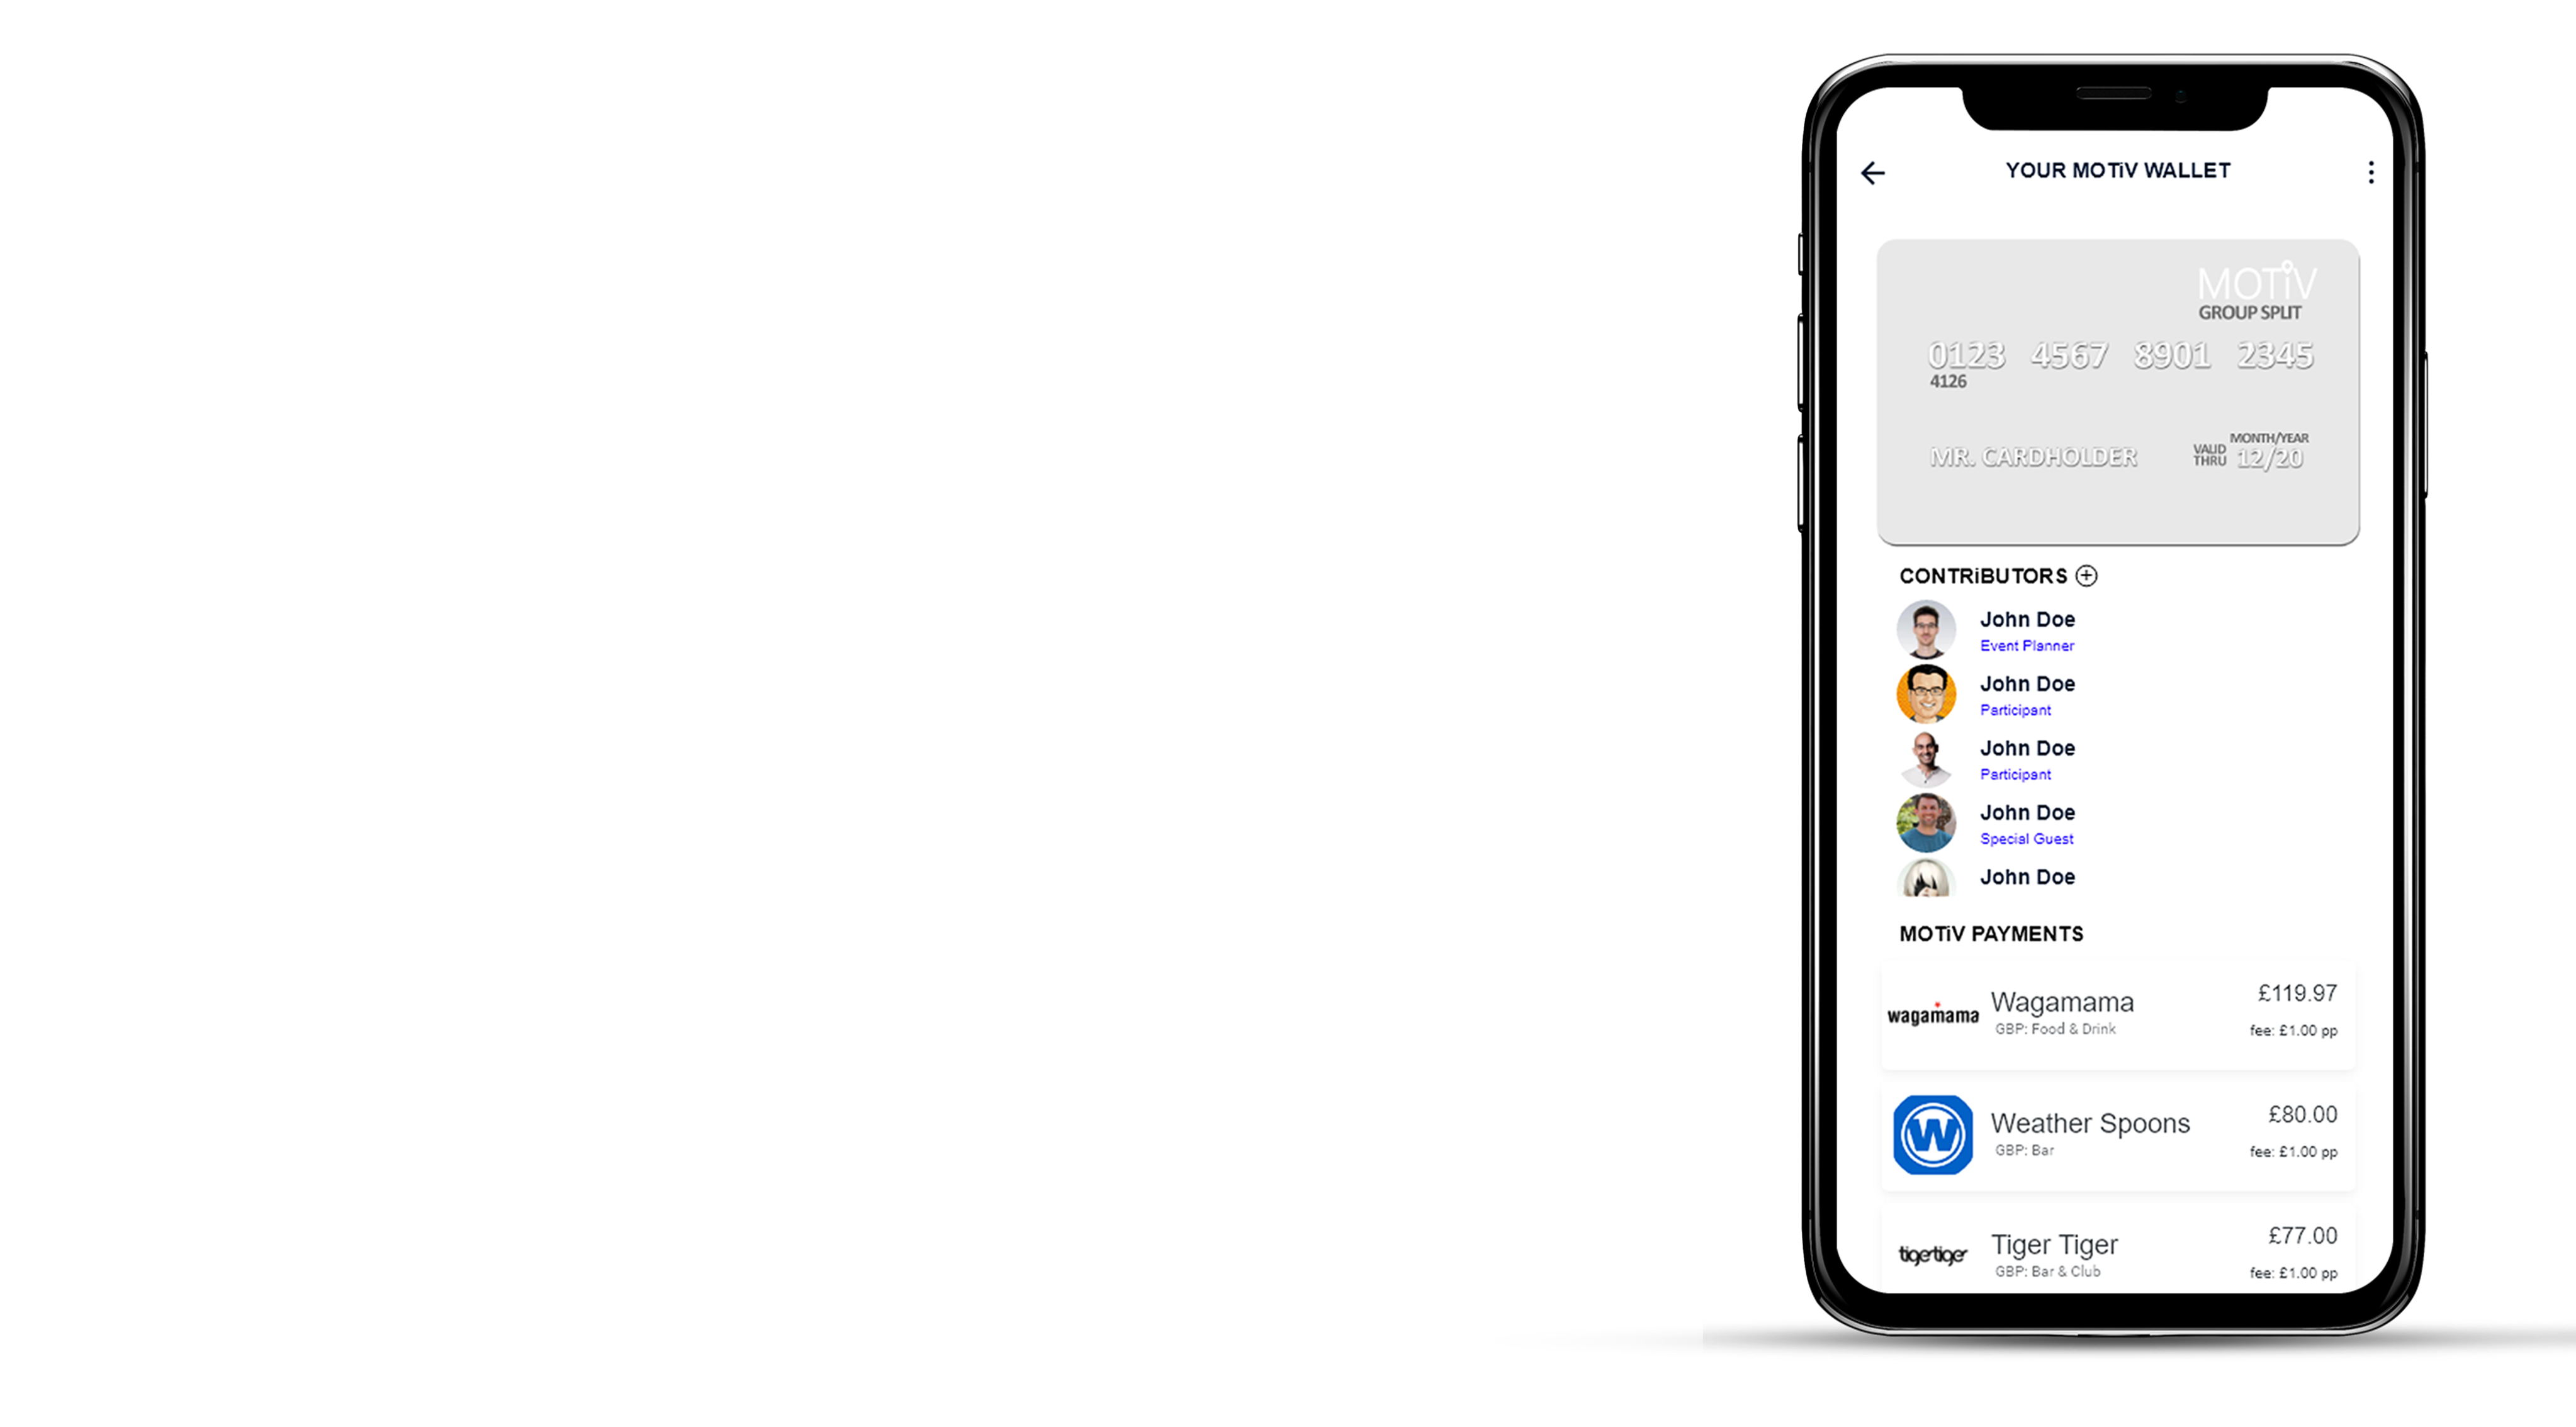 YOUR MOTiV WALLET
MOTiV
GROUP SPLIT
0123 4567 8901 2345
4126
MONTH/YEAR
MR. CARDHOLDER VALID THRU 12/20
CONTRiBUTORS
John Doe
Event Planner
John Doe
Participant
John Doe
Participant
John Doe
Special Guest
John Doe
MOTiV PAYMENTS
wagamama Wagamama £119.97
GBP: Food & Drink fee: £1.00 pp
W Weather Spoons £80.00
GBP: Bar fee: £1.00 pp
tigertiger Tiger Tiger £77.00
GBP: Bar & Club fee: £1.00 pp